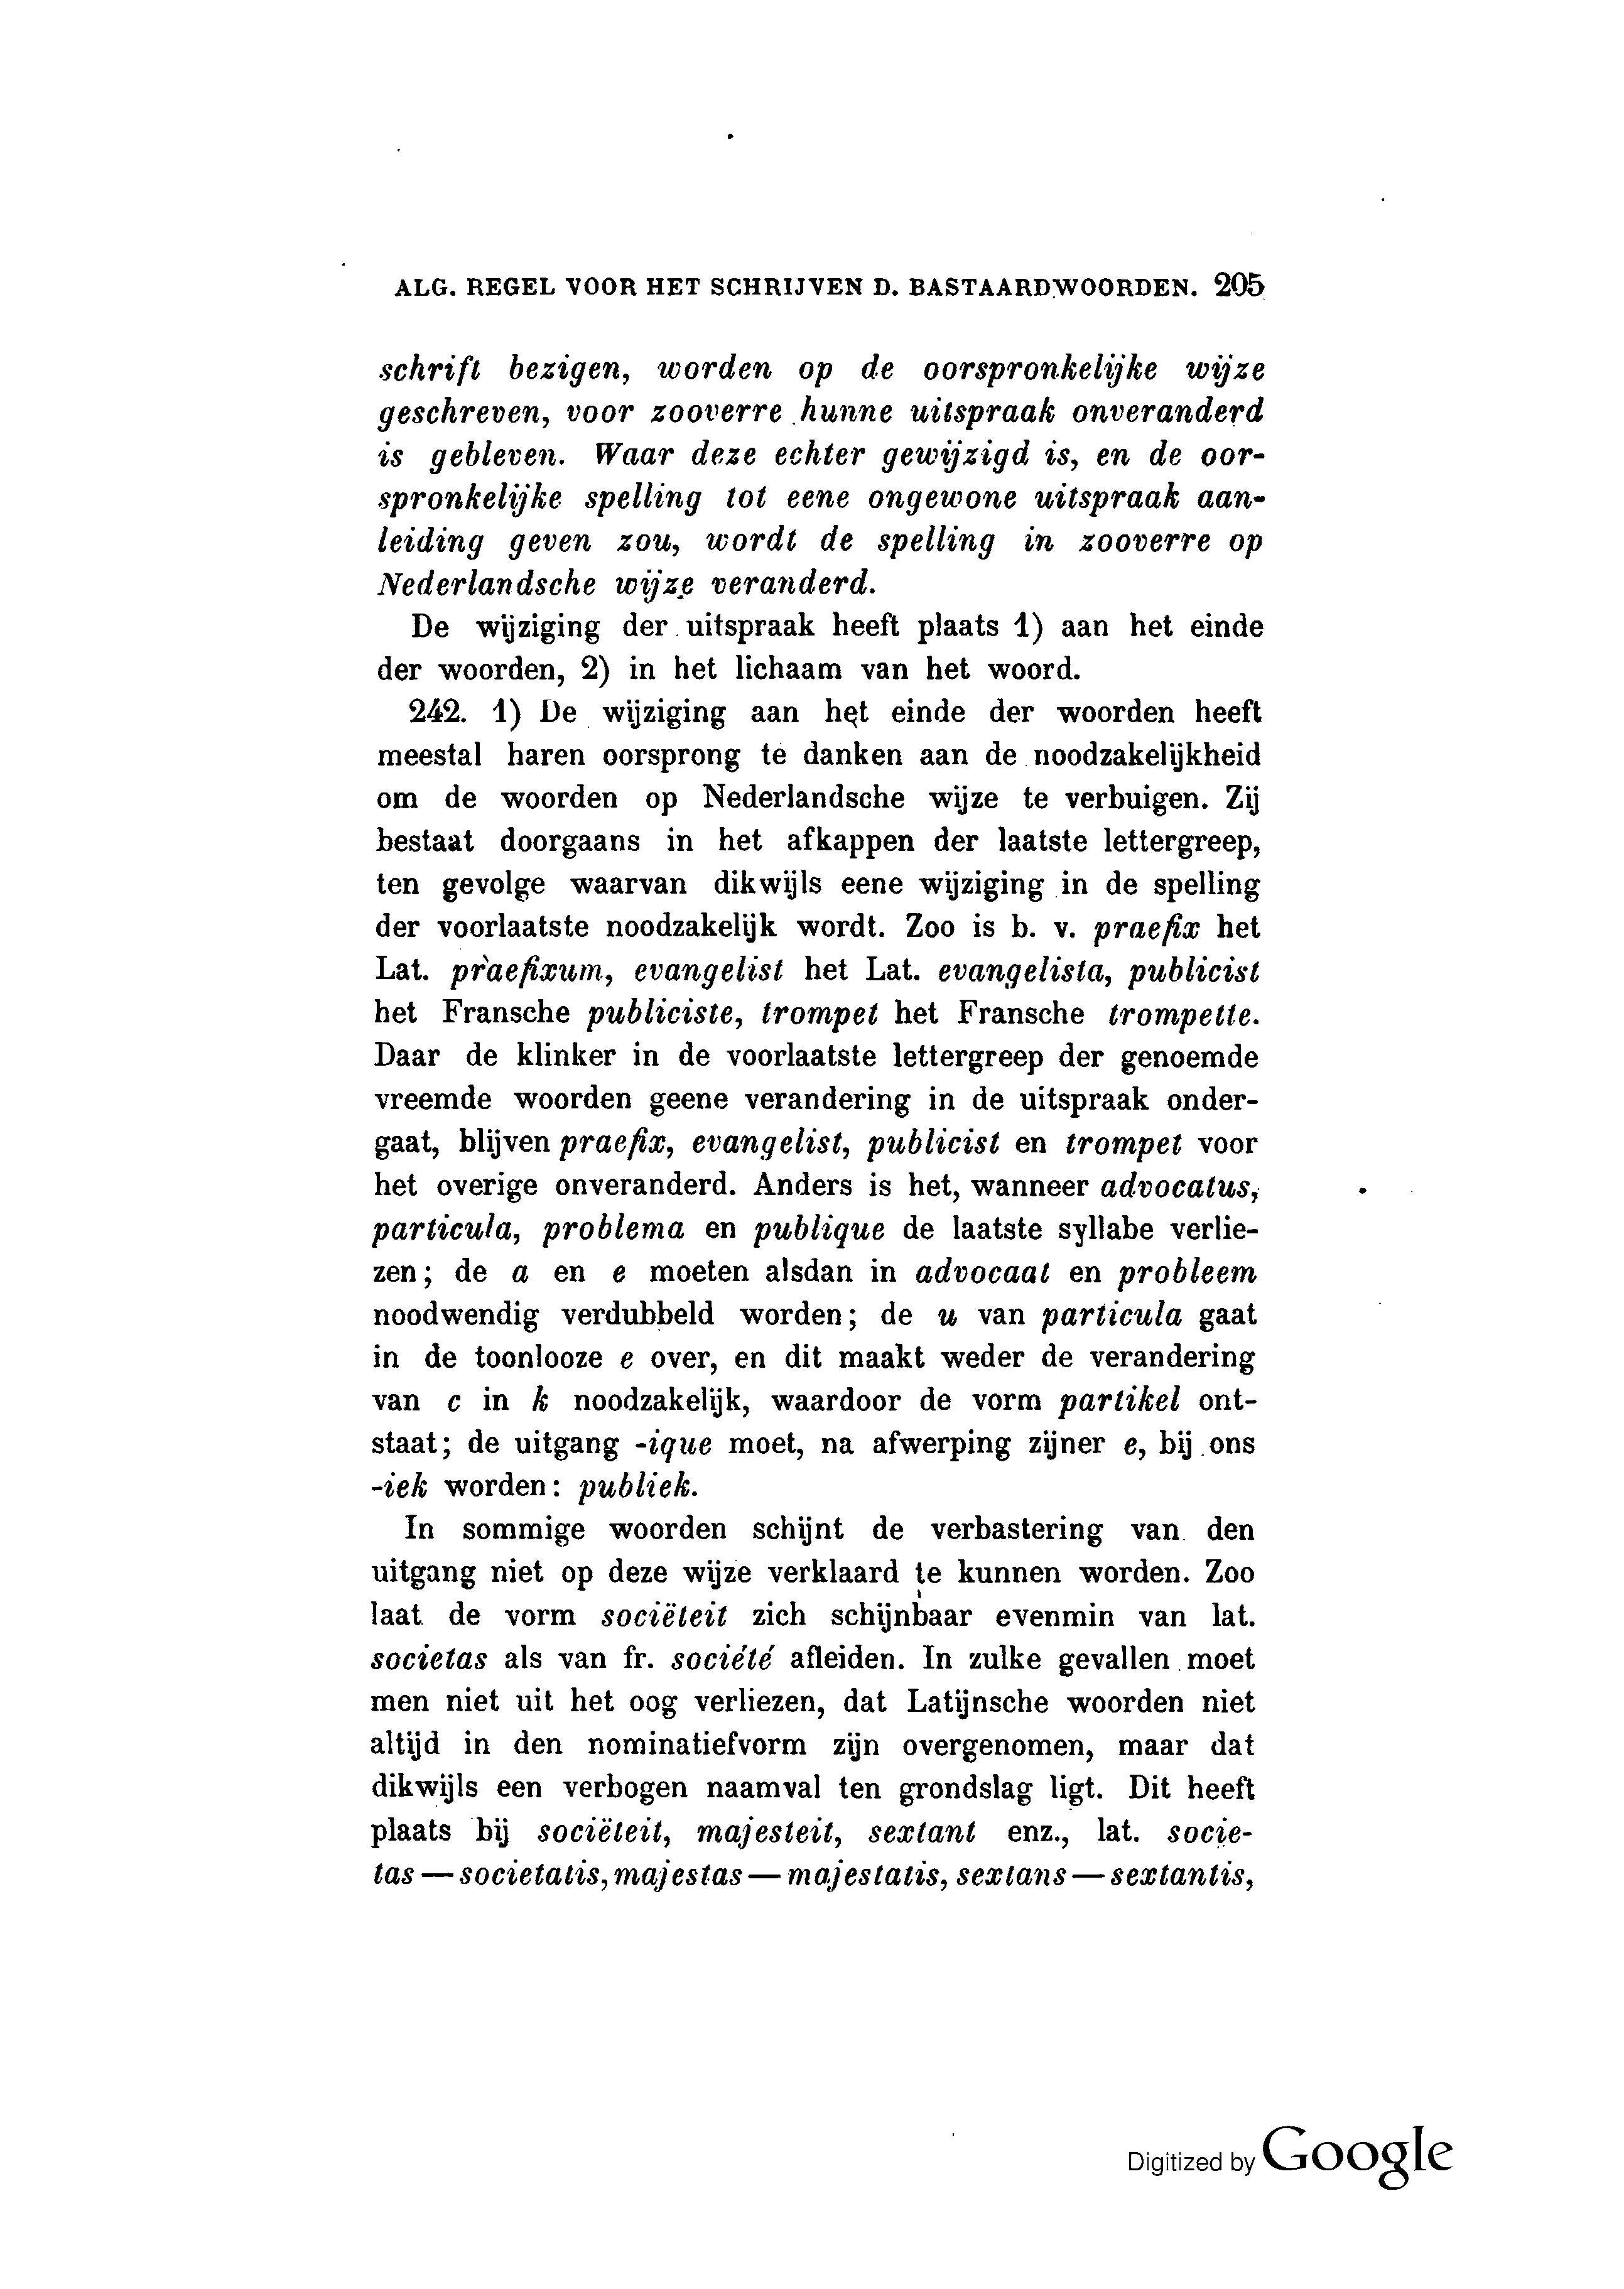 ALG. REGEL VOOR HET SCHRIJVEN D. BASTAARDWOORDEN. 205
schrift bezigen, worden op de oorspronkelijke wijze
geschreven, voor zooverre hunne uitspraak onveranderd
is gebleven. Waar deze echter gewijzigd is, en de oor-
spronkelijke spelling tot eene ongewone uitspraak aan-
leiding geven zou, wordt de spelling in zooverre op
Nederlandsche wijze veranderd.
De wijziging der uitspraak heeft plaats 1) aan het einde
der woorden, 2) in het lichaam van het woord.
242. 1) De wijziging aan het einde der woorden heeft
meestal haren oorsprong te danken aan de noodzakelijkheid
om de woorden op Nederlandsche wijze te verbuigen. Zij
bestaat doorgaans in het afkappen der laatste lettergreep,
ten gevolge waarvan dikwijls eene wijziging in de spelling
der voorlaatste noodzakelijk wordt. Zoo is b. v. praefix het
Lat. praefixum, evangelist het Lat. evangelista, publicist
het Fransche publiciste, trompet het Fransche trompette.
Daar de klinker in de voorlaatste lettergreep der genoemde
vreemde woorden geene verandering in de uitspraak onder-
gaat, blijven praefix, evangelist, publicist en trompet voor
het overige onveranderd. Anders is het, wanneer advocatus,
particula, problema en publique de laatste syllabe verlie-
zen; de a en e moeten alsdan in advocaat en probleem
noodwendig verdubbeld worden; de u van particula gaat
in de toonlooze e over, en dit maakt weder de verandering
van c in k noodzakelijk, waardoor de vorm partikel ont-
staat; de uitgang -ique moet, na afwerping zijner e, bij ons
-iek worden: publiek.
In sommige woorden schijnt de verbastering van den
uitgang niet op deze wijze verklaard te kunnen worden. Zoo
laat de vorm sociëteit zich schijnbaar evenmin van lat.
societas als van fr. société afleiden. In zulke gevallen moet
men niet uit het oog verliezen, dat Latijnsche woorden niet
altijd in den nominatiefvorm zijn overgenomen, maar dat
dikwijls een verbogen naamval ten grondslag ligt. Dit heeft
plaats bij sociëteit, majesteit, sextant enz., lat. socie-
tas — societatis, majestas — majestatis, sextans — sextantis,
Digitized by Google